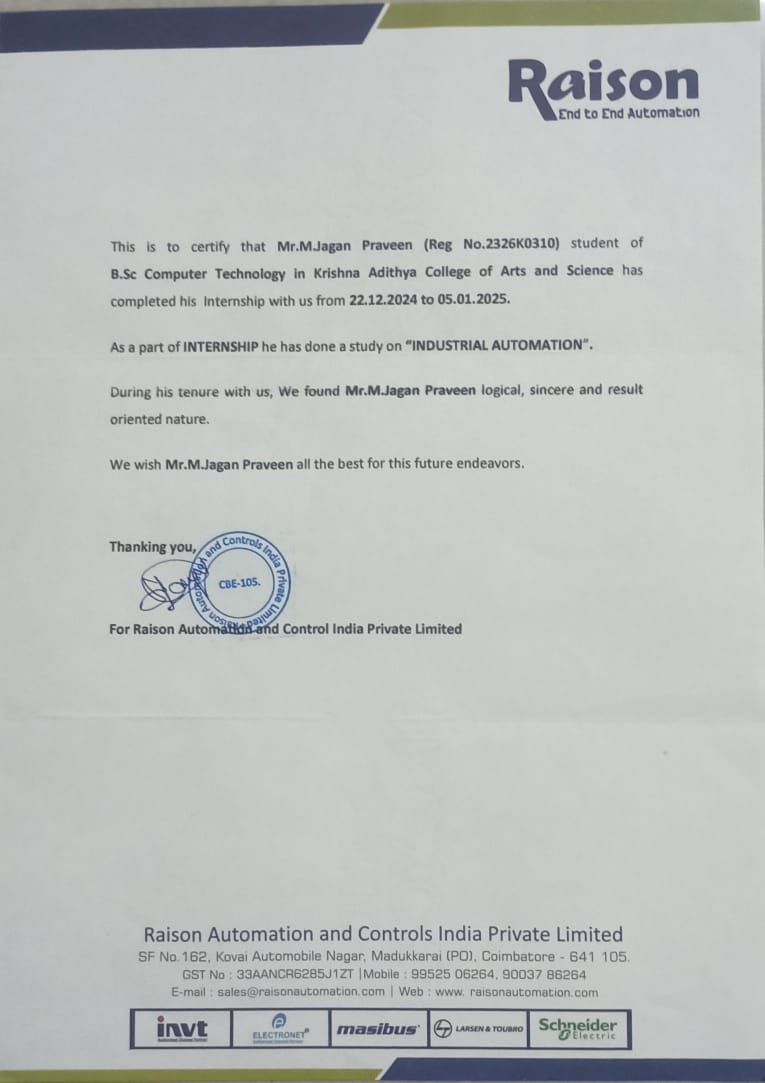 Raison
End to End Automation
This is to certify that Mr.M.Jagan Praveen (Reg No.2326K0310) student of
B.Sc Computer Technology in Krishna Adithya College of Arts and Science has
completed his Internship with us from 22.12.2024 to 05.01.2025.
As a part of INTERNSHIP he has done a study on “INDUSTRIAL AUTOMATION”.
During his tenure with us, We found Mr.M.Jagan Praveen logical, sincere and result
oriented nature.
We wish Mr.M.Jagan Praveen all the best for this future endeavors.
Thanking you,
Raison Automation and Controls India Private Limited
CBE-105.
For Raison Automation and Control India Private Limited
Raison Automation and Controls India Private Limited
SF No.162, Kovai Automobile Nagar, Madukkarai (PO), Coimbatore - 641 105.
GST No : 33AANCR6285J1ZT |Mobile : 99525 06264, 90037 86264
E-mail : sales@raisonautomation.com | Web : www. raisonautomation.com
invt
ELECTRONET
masibus
LARSEN & TOUBRO
Schneider
Electric